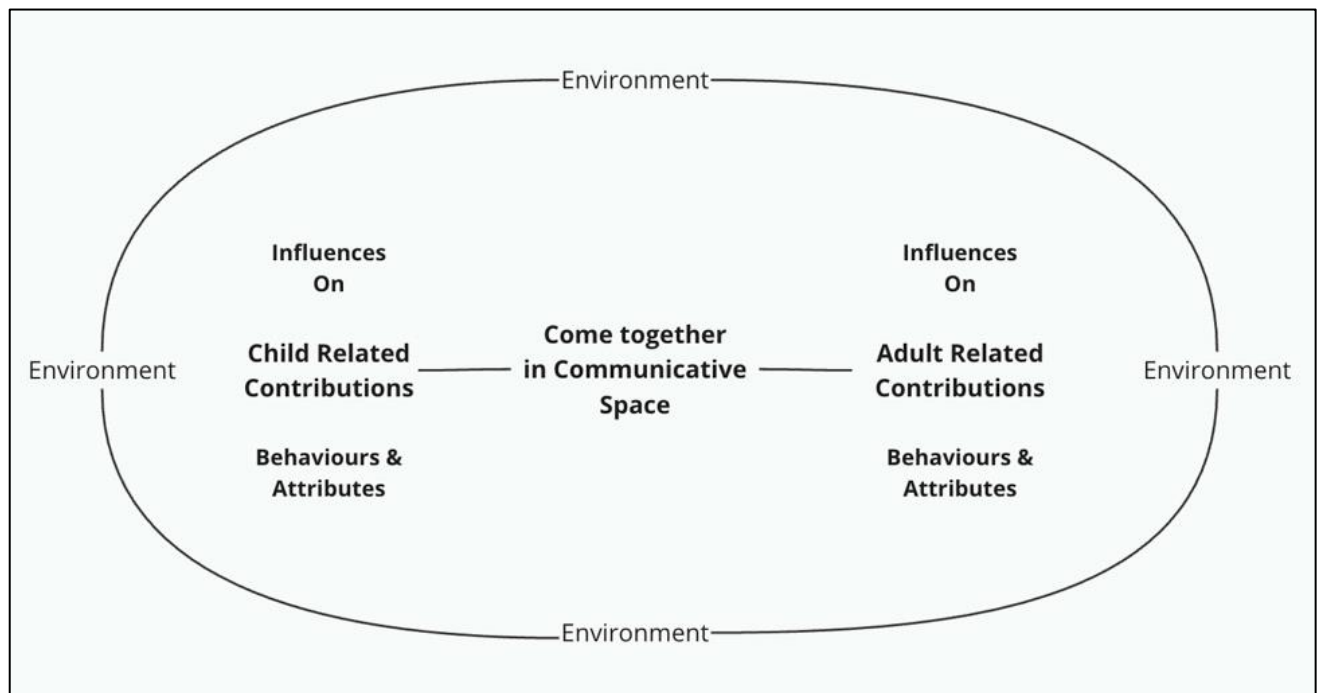 Environment
Influences
On
Child Related
Contributions
Behaviours &
Attributes
Environment
Come together
in Communicative
Space
Influences
On
Adult Related
Contributions
Behaviours &
Attributes
Environment
Environment